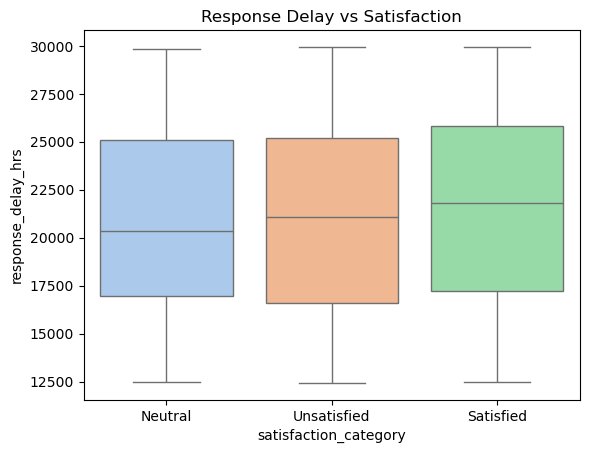 Response Delay vs Satisfaction
response_delay_hrs
30000
27500
25000
22500
20000
17500
15000
12500
Neutral Unsatisfied Satisfied
satisfaction_category